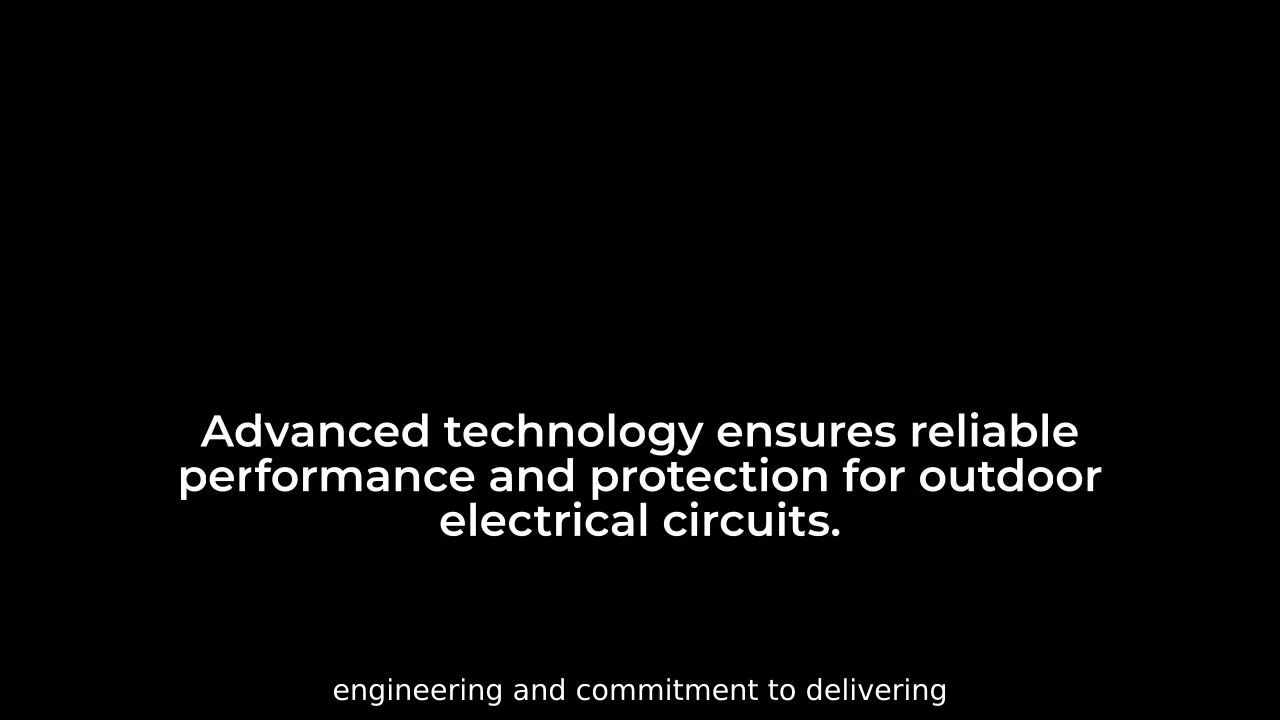 Advanced technology ensures reliable
performance and protection for outdoor
electrical circuits.
engineering and commitment to delivering